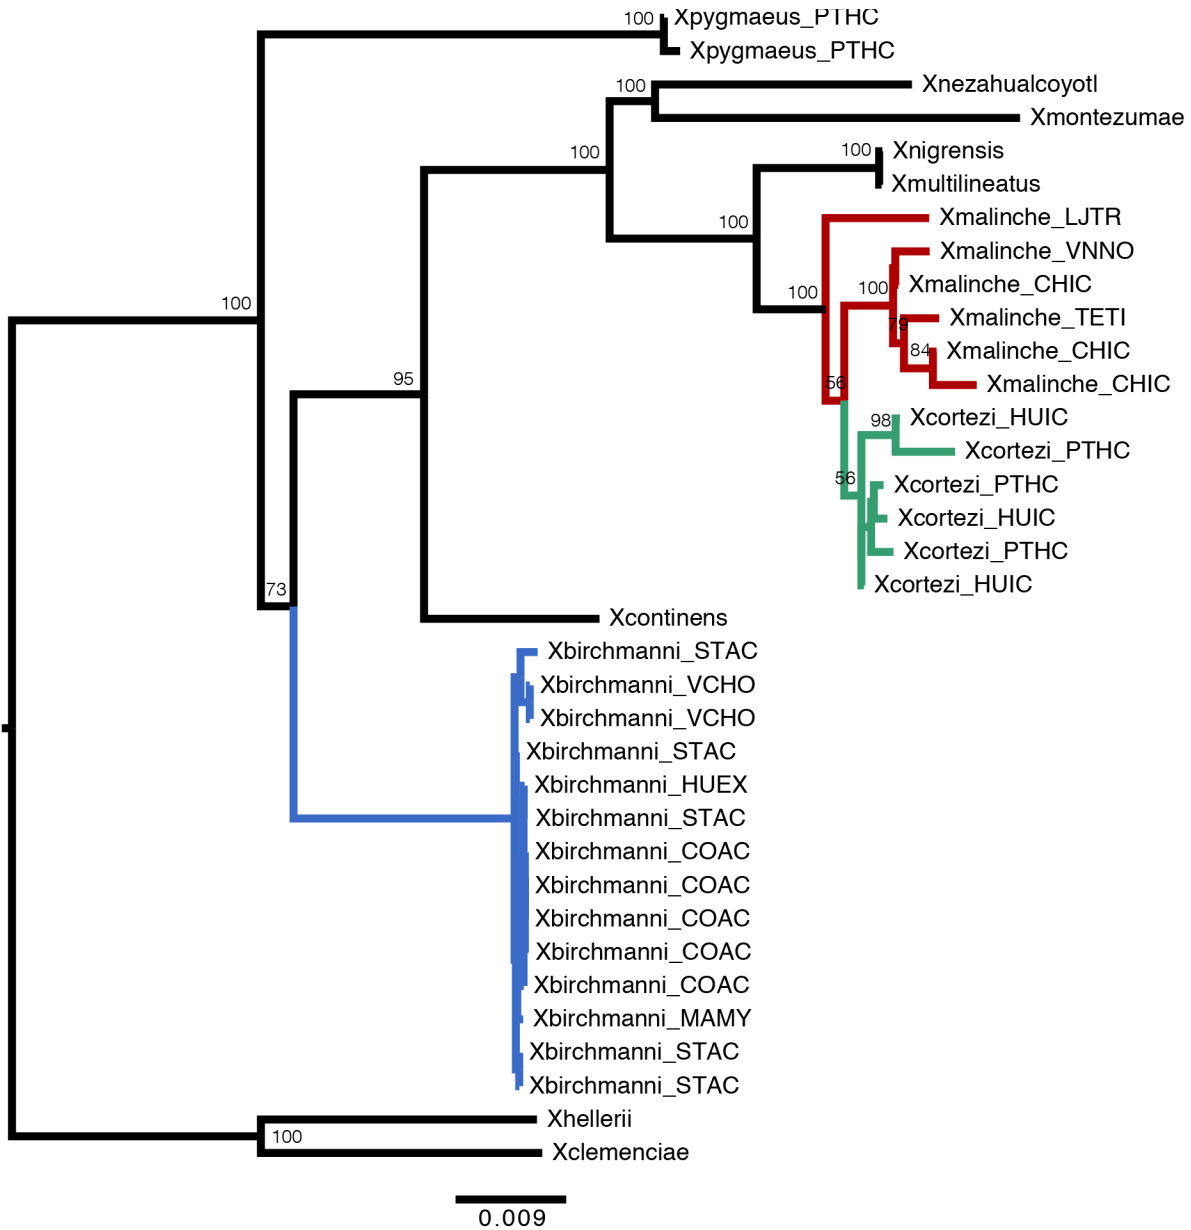 Xpygmaeus_PTHC
100
Xpygmaeus_PTHC
Xnezahualcoyotl
100
Xmontezumae
Xnigrensis
100
100
Xmultilineatus
Xmalinche_LJTR
100
Xmalinche_VNNO
Xmalinche_CHIC
100
100
100
Xmalinche_TETI
79
Xmalinche_CHIC
84
Xmalinche_CHIC
95
56
Xcortezi_HUIC
98
Xcortezi_PTHC
56
Xcortezi_PTHC
Xcortezi_HUIC
Xcortezi_PTHC
Xcortezi_HUIC
73
Xcontinens
Xbirchmanni_STAC
Xbirchmanni_VCHO
Xbirchmanni_VCHO
Xbirchmanni_STAC
Xbirchmanni_HUEX
Xbirchmanni_STAC
Xbirchmanni_COAC
Xbirchmanni_COAC
Xbirchmanni_COAC
Xbirchmanni_COAC
Xbirchmanni_COAC
Xbirchmanni_MAMY
Xbirchmanni_STAC
Xbirchmanni_STAC
Xhellerii
100
Xclemenciae
0.009